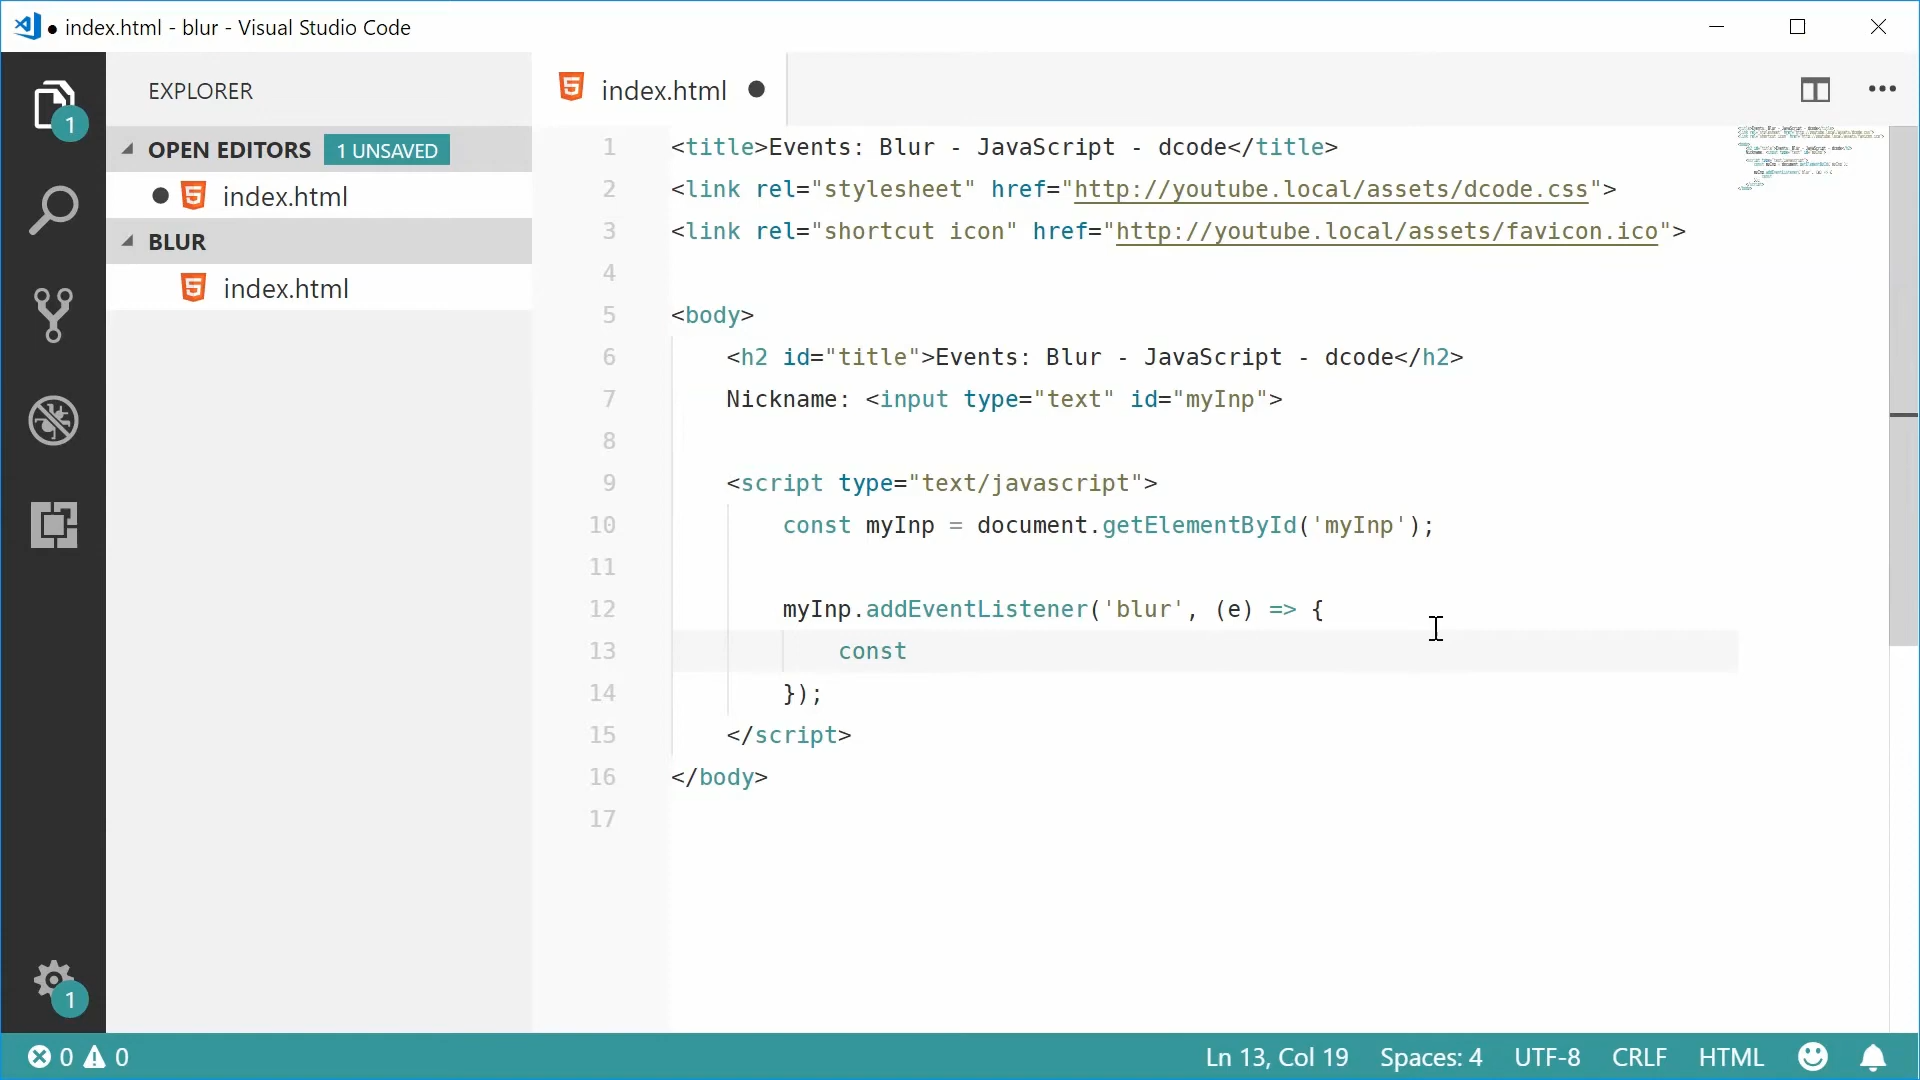 index.html - blur - Visual Studio Code
EXPLORER
OPEN EDITORS 1 UNSAVED
index.html
BLUR
index.html
1
1
index.html
1 <title>Events: Blur - JavaScript - dcode</title>
2 <link rel="stylesheet" href="http://youtube.local/assets/dcode.css">
3 <link rel="shortcut icon" href="http://youtube.local/assets/favicon.ico">
4
5 <body>
6     <h2 id="title">Events: Blur - JavaScript - dcode</h2>
7     Nickname: <input type="text" id="myInp">
8
9     <script type="text/javascript">
10         const myInp = document.getElementById('myInp');
11
12         myInp.addEventListener('blur', (e) => {
13             const
14         });
15     </script>
16 </body>
17
0 0 Ln 13, Col 19 Spaces: 4 UTF-8 CRLF HTML